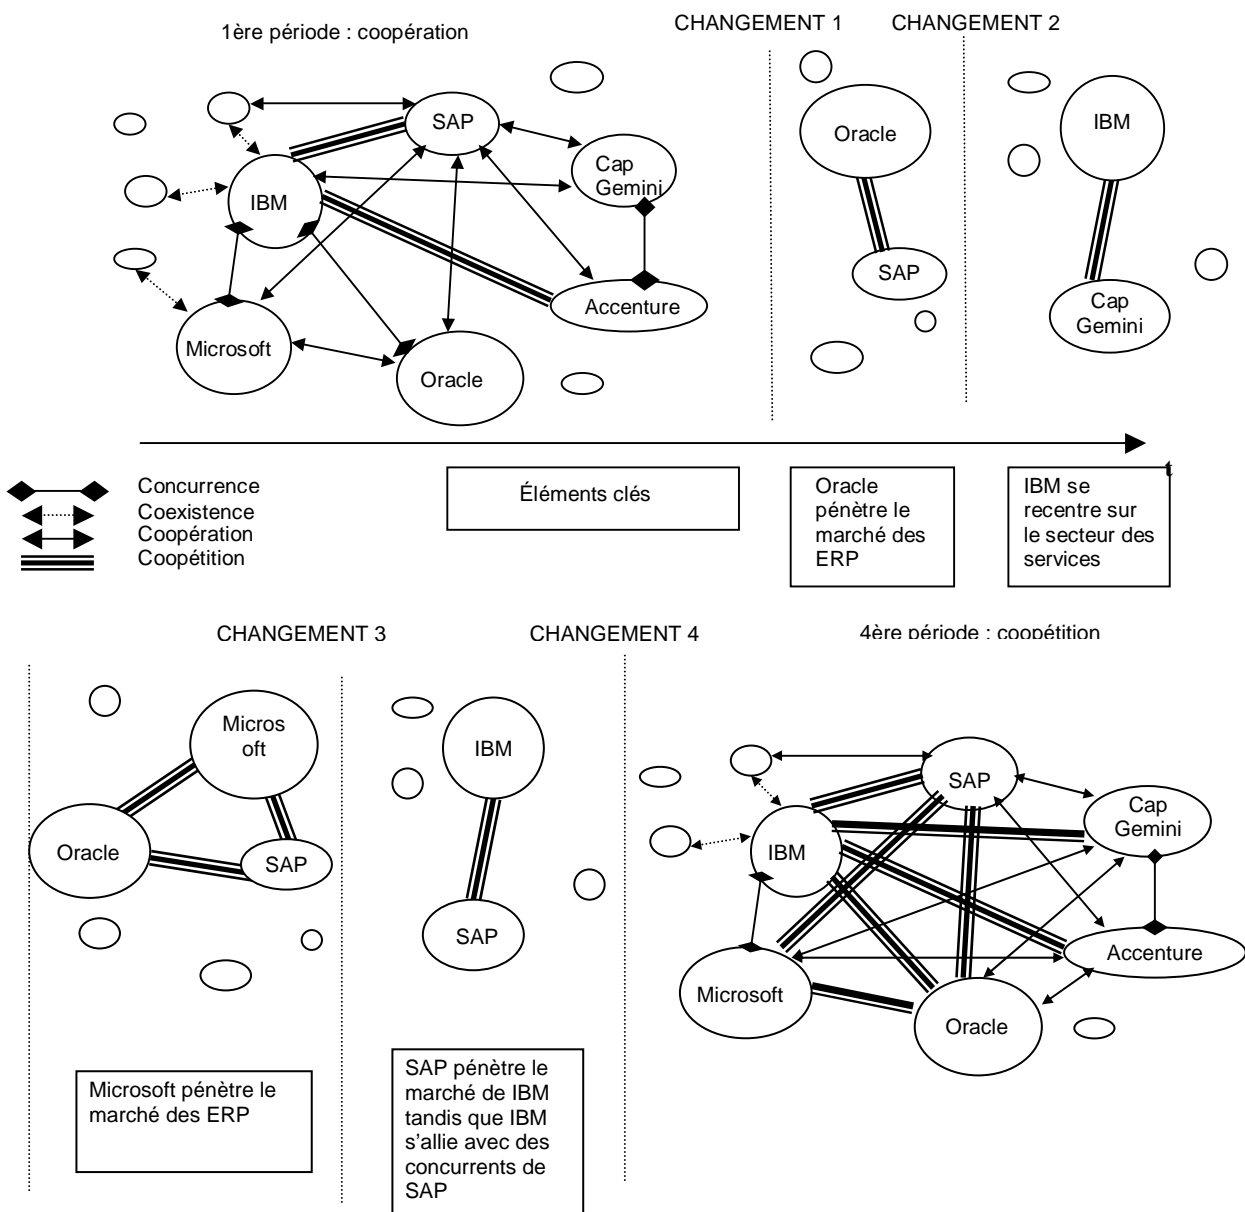 1ère période : coopération
CHANGEMENT 1
CHANGEMENT 2
SAP
Cap
Gemini
IBM
Accenture
Microsoft
Oracle
Oracle
SAP
IBM
Cap
Gemini
t
Concurrence
Coexistence
Coopération
Coopétition
Éléments clés
Oracle
pénètre le
marché des
ERP
IBM se
recentre sur
le secteur des
services
CHANGEMENT 3
CHANGEMENT 4
4ère période : coopétition
Micros
oft
Oracle
SAP
IBM
SAP
SAP
Cap
Gemini
IBM
Accenture
Microsoft
Oracle
Microsoft pénètre le
marché des ERP
SAP pénètre le
marché de IBM
tandis que IBM
s'allie avec des
concurrents de
SAP